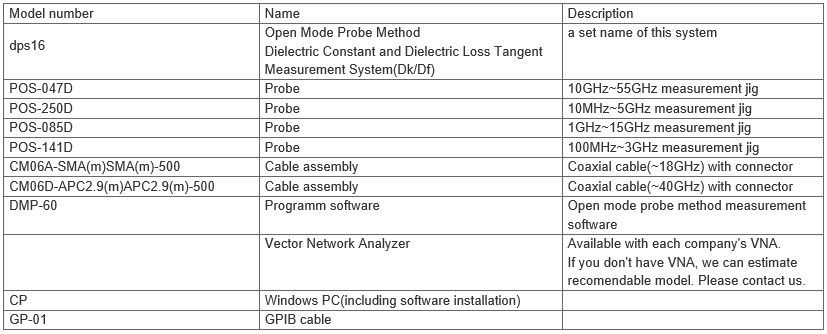 Model number Name Description
dps16 Open Mode Probe Method a set name of this system
Dielectric Constant and Dielectric Loss Tangent
Measurement System(Dk/Df)
POS-047D Probe 10GHz~55GHz measurement jig
POS-250D Probe 10MHz~5GHz measurement jig
POS-085D Probe 1GHz~15GHz measurement jig
POS-141D Probe 100MHz~3GHz measurement jig
CM06A-SMA(m)SMA(m)-500 Cable assembly Coaxial cable(~18GHz) with connector
CM06D-APC2.9(m)APC2.9(m)-500 Cable assembly Coaxial cable(~40GHz) with connector
DMP-60 Programm software Open mode probe method measurement
software
Vector Network Analyzer Available with each company's VNA.
If you don't have VNA, we can estimate
recomendable model. Please contact us.
CP Windows PC(including software installation)
GP-01 GPIB cable